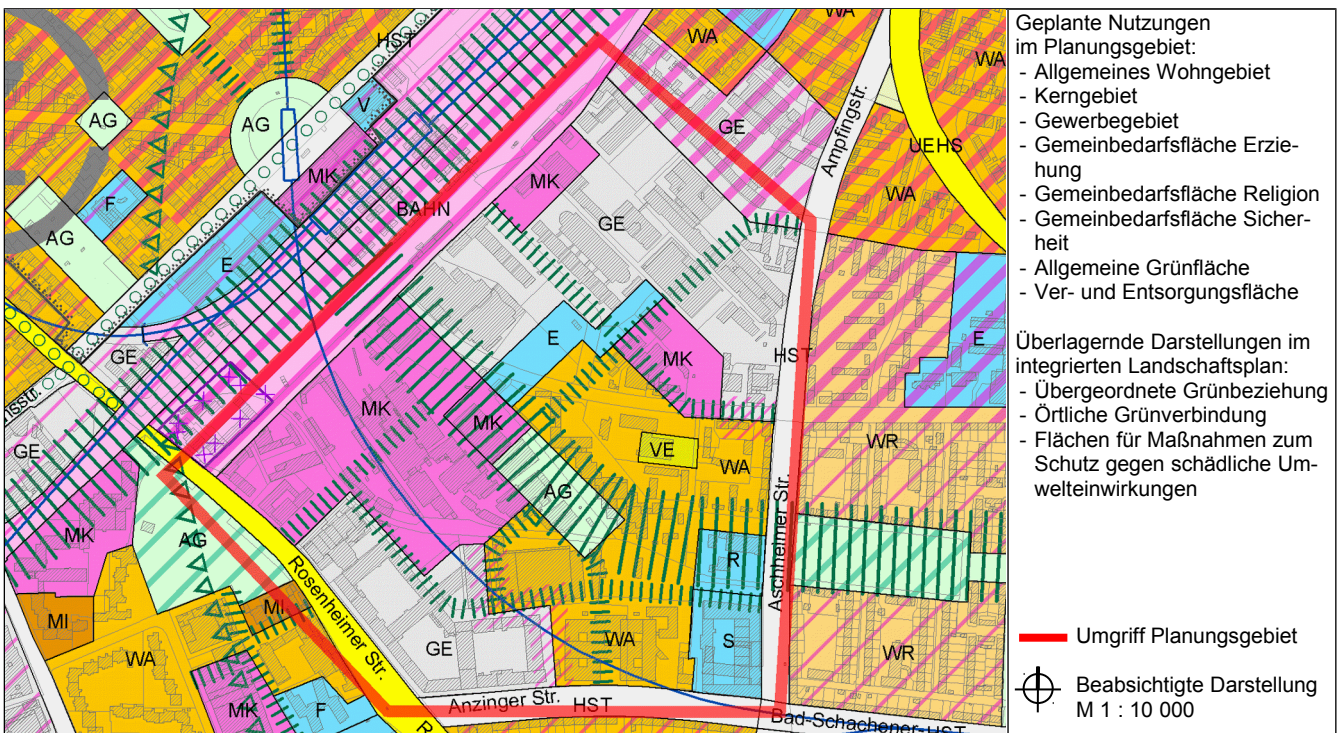 HST
WA
WA
WA
AG
V
GE
Ampfingstr.
UEHS
AG
MK
MK
WA
F
BAHN
GE
AG
E
E
E
GE
HST
MK
sstr.
MK
MK
WR
GE
VE
WA
AG
MK
AG
R
Aschheimer Str.
MI
MI
Rosenheimer Str.
WA
GE
WA
S
WR
MK
F
Anzinger Str.
HST
Bad-Schachener-
HST
R
Geplante Nutzungen
im Planungsgebiet:
- Allgemeines Wohngebiet
- Kerngebiet
- Gewerbegebiet
- Gemeinbedarfsfläche Erzie-
hung
- Gemeinbedarfsfläche Religion
- Gemeinbedarfsfläche Sicher-
heit
- Allgemeine Grünfläche
- Ver- und Entsorgungsfläche
Überlagernde Darstellungen im
integrierten Landschaftsplan:
- Übergeordnete Grünbeziehung
- Örtliche Grünverbindung
- Flächen für Maßnahmen zum
Schutz gegen schädliche Um-
welteinwirkungen
Umgriff Planungsgebiet
Beabsichtigte Darstellung
M 1 : 10 000